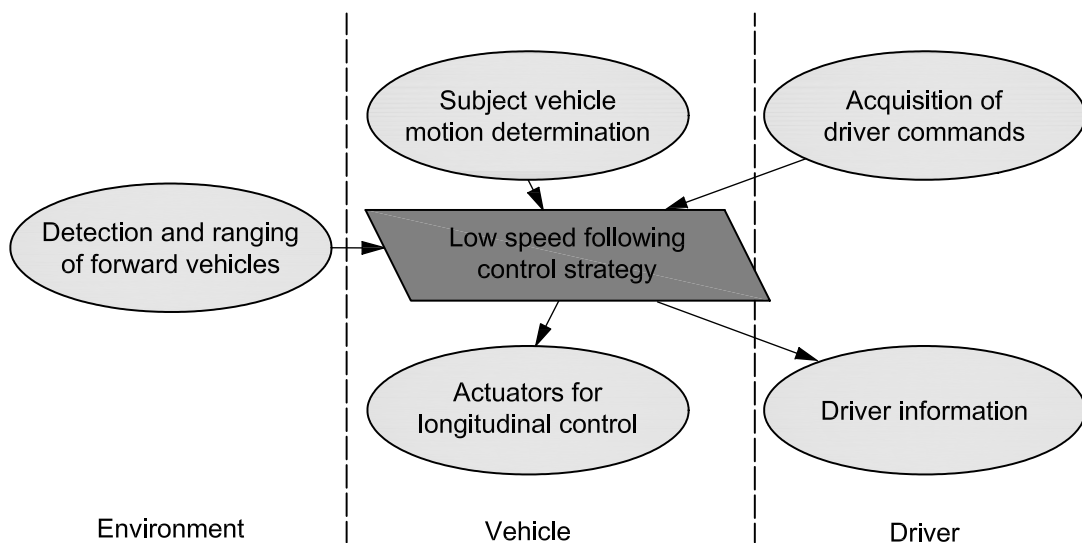 Subject vehicle
motion determination
Acquisition of
driver commands
Detection and ranging
of forward vehicles
Low speed following
control strategy
Actuators for
longitudinal control
Driver information
Environment
Vehicle
Driver